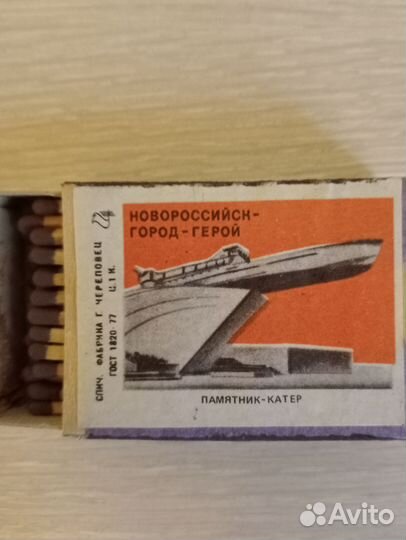 НОВОРОССИЙСК-
ГОРОД-ГЕРОЙ
СПИЧ. ФАБРИКА Г. ЧЕРЕПОВЕЦ
ГОСТ 1820-77 Ц. 1 К.
ПАМЯТНИК-КАТЕР
Avito